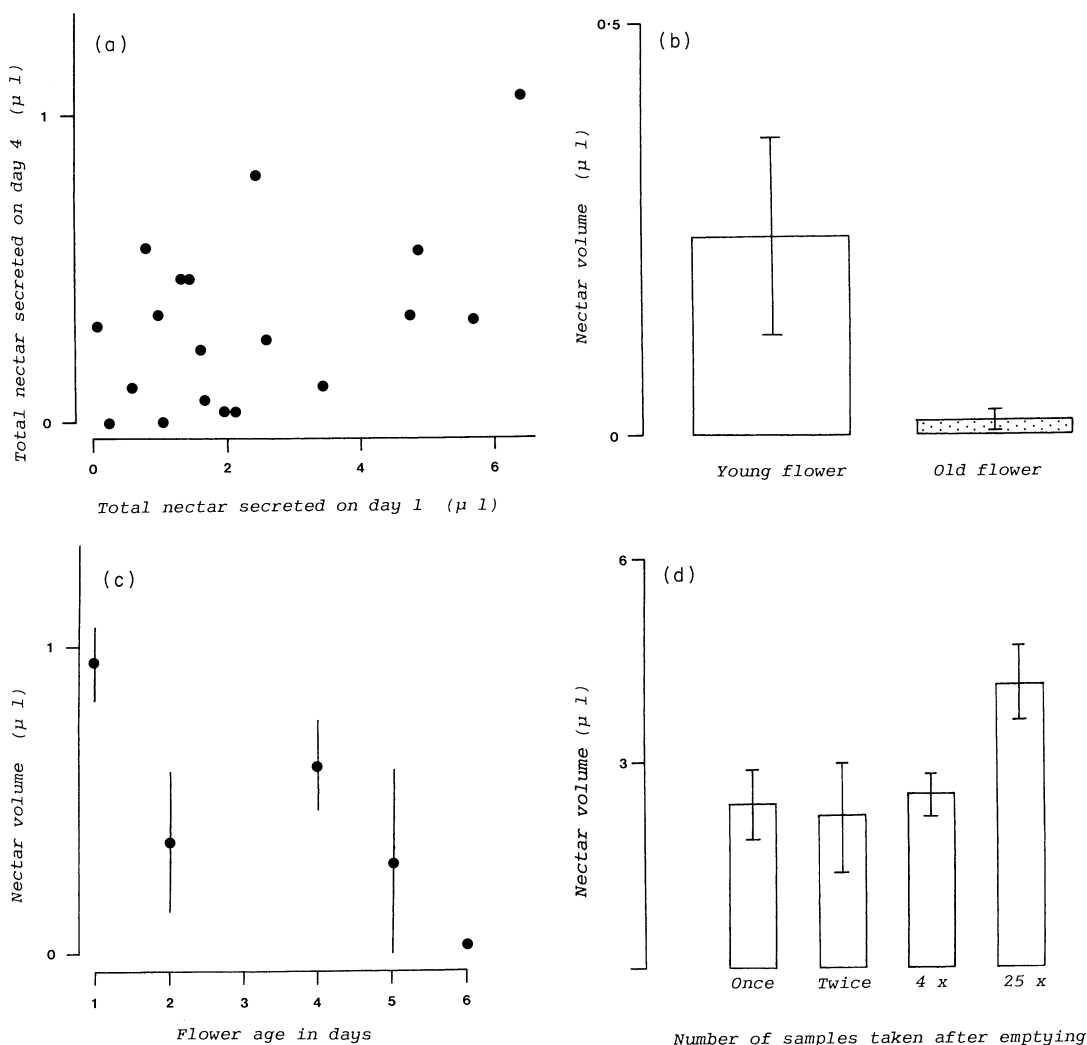 (a)
Total nectar secreted on day 4 (µ l)
1
0
0 2 4 6
Total nectar secreted on day 1 (µ l)
(b)
Nectar volume (µ l)
0·5
0
Young flower Old flower
(c)
Nectar volume (µ l)
1
0
1 2 3 4 5 6
Flower age in days
(d)
Nectar volume (µ l)
6
3
Once Twice 4 x 25 x
Number of samples taken after emptying